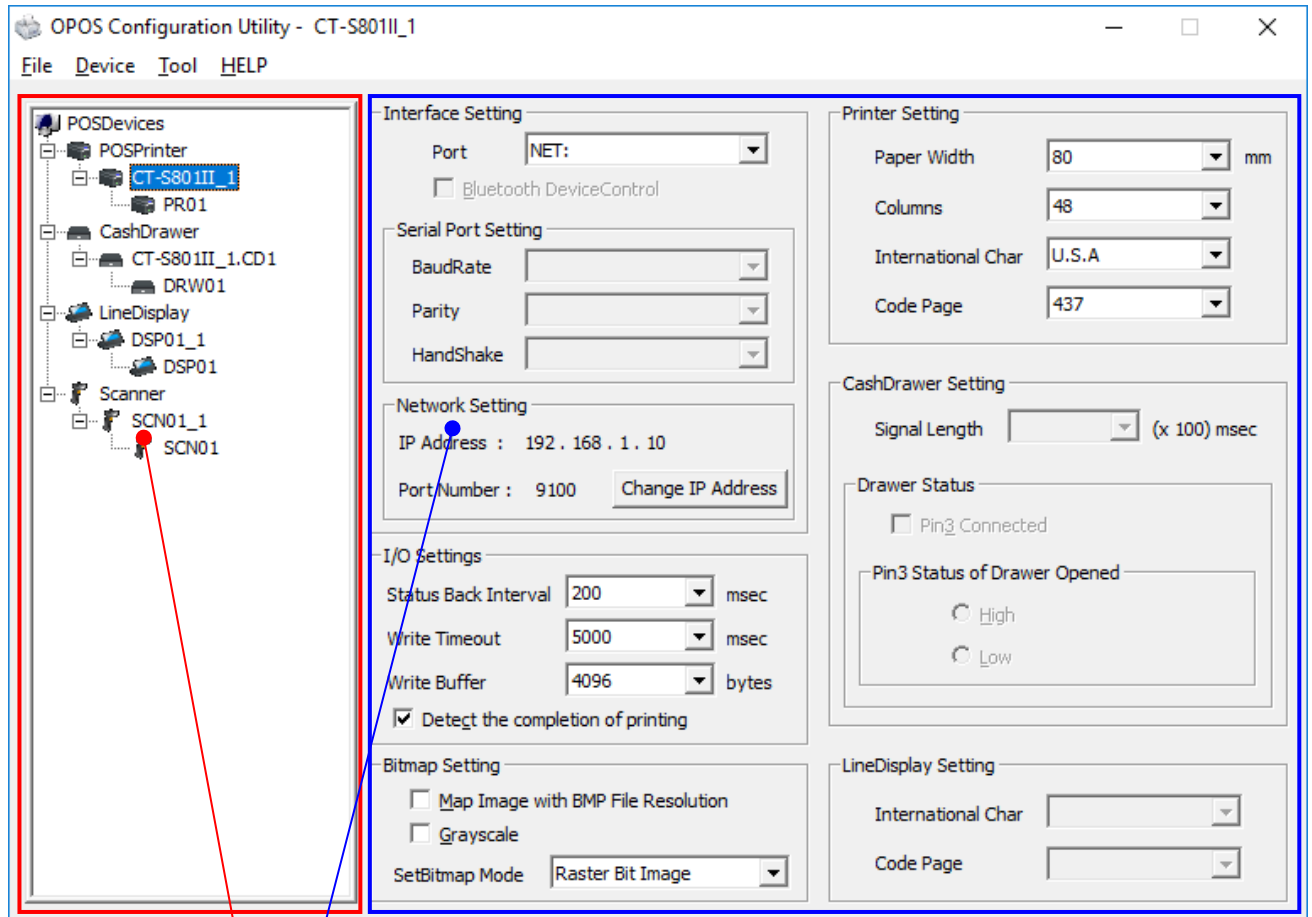 OPOS Configuration Utility - CT-S801II_1
File Device Tool HELP
POSDevices
POSPrinter
CT-S801II_1
PR01
CashDrawer
CT-S801II_1.CD1
DRW01
LineDisplay
DSP01_1
DSP01
Scanner
SCN01_1
SCN01
Interface Setting
Port NET:
Bluetooth DeviceControl
Serial Port Setting
BaudRate
Parity
HandShake
Network Setting
IP Address : 192 . 168 . 1 . 10
Port Number : 9100 Change IP Address
I/O Settings
Status Back Interval 200 msec
Write Timeout 5000 msec
Write Buffer 4096 bytes
Detect the completion of printing
Bitmap Setting
Map Image with BMP File Resolution
Grayscale
SetBitmap Mode Raster Bit Image
Printer Setting
Paper Width 80 mm
Columns 48
International Char U.S.A
Code Page 437
CashDrawer Setting
Signal Length (x 100) msec
Drawer Status
Pin3 Connected
Pin3 Status of Drawer Opened
High
Low
LineDisplay Setting
International Char
Code Page